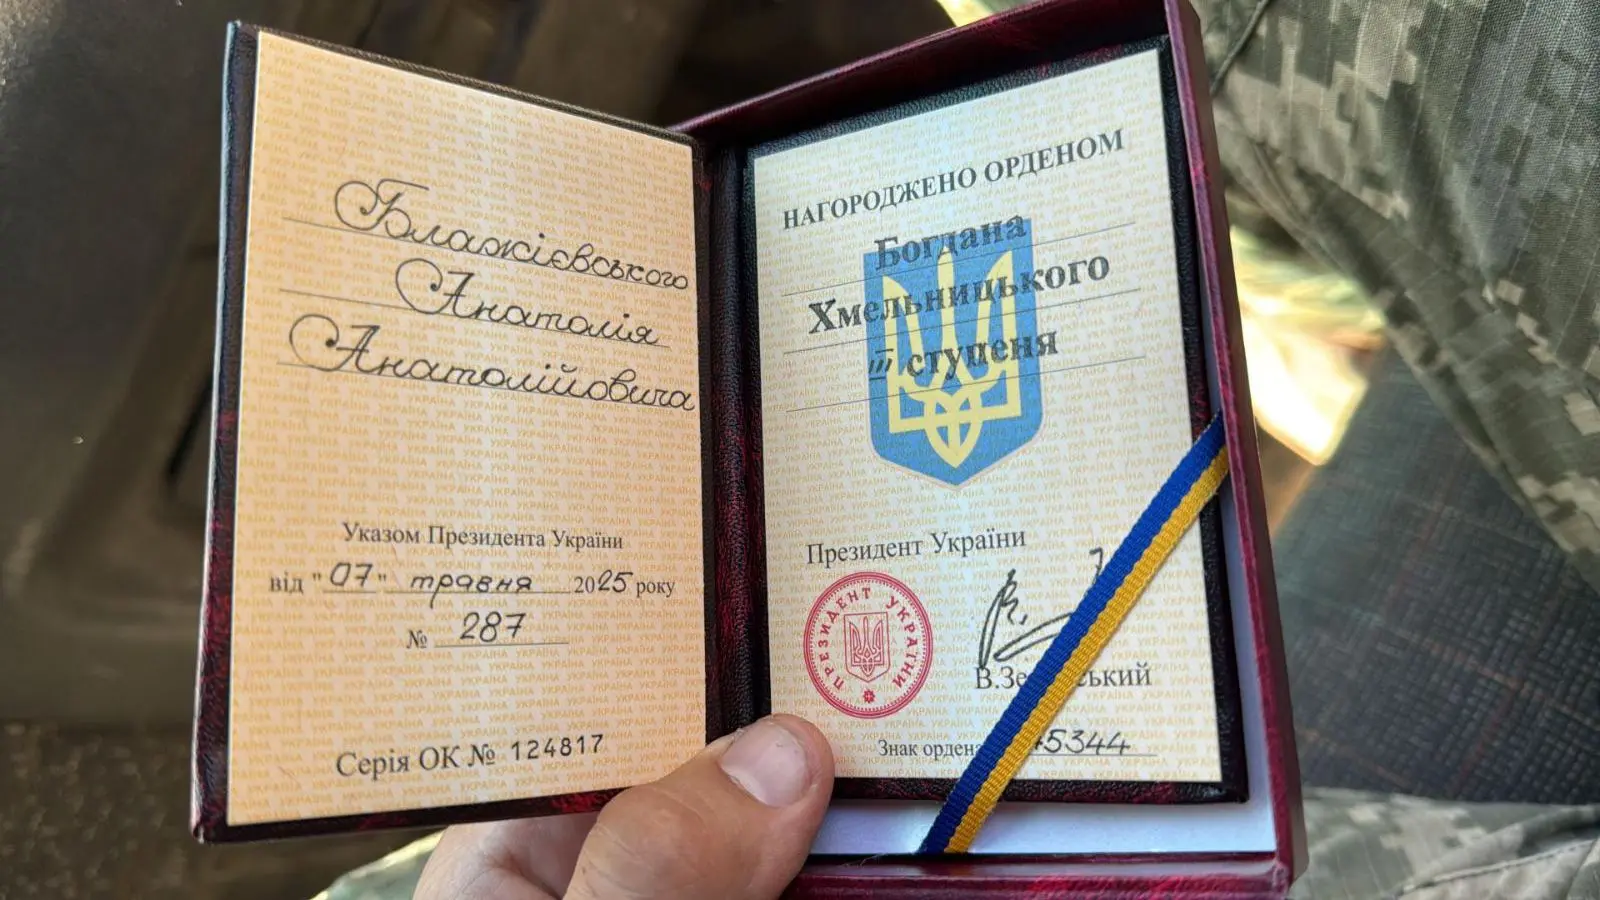 Блажієвського
Анатолія
Анатолійовича
Указом Президента України
від "07" травня 2025 року
№ 287
Серія ОК № 124817
НАГОРОДЖЕНО ОРДЕНОМ
Богдана
Хмельницького
III ступеня
Президент України
ПРЕЗИДЕНТ УКРАЇНИ
Знак ордена